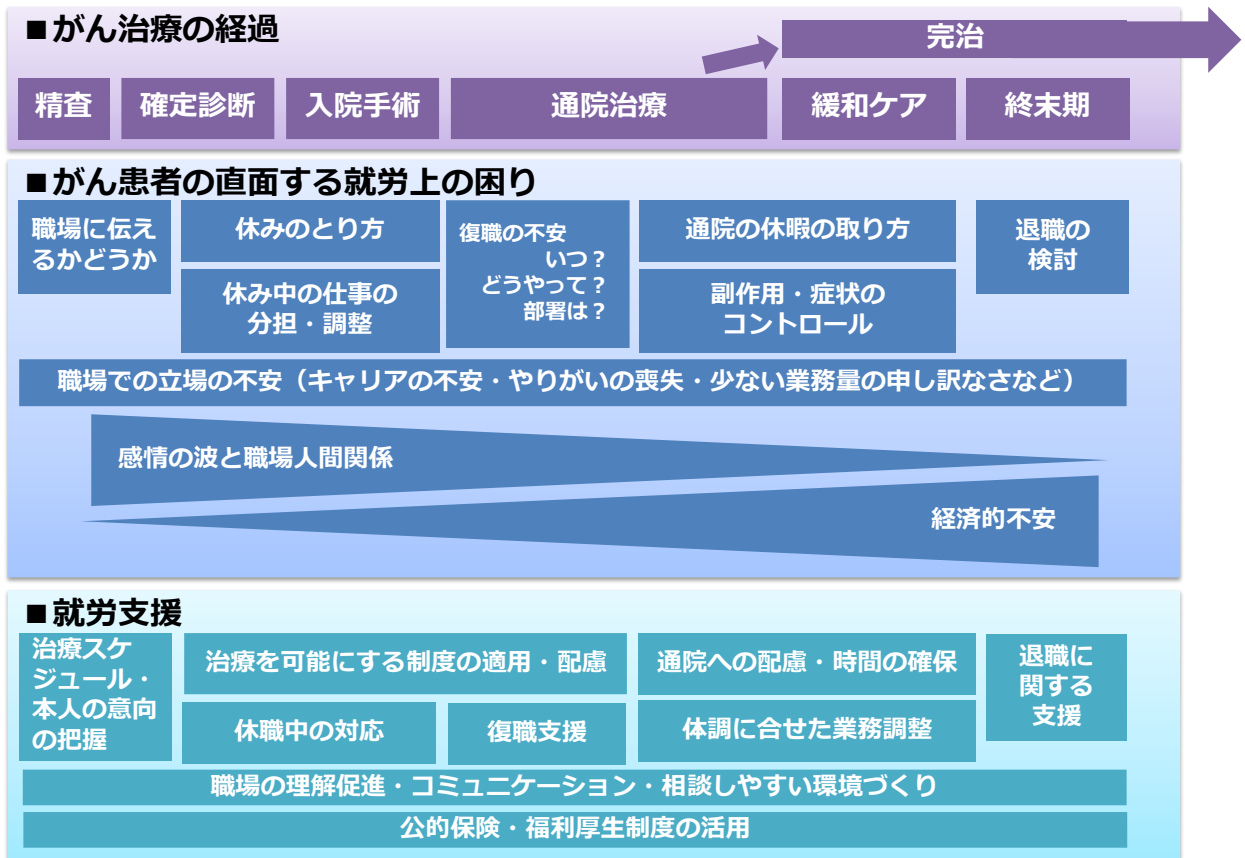 ■がん治療の経過
完治
精査
確定診断
入院手術
通院治療
緩和ケア
終末期
■がん患者の直面する就労上の困り
職場に伝え
るかどうか
休みのとり方
休み中の仕事の
分担・調整
復職の不安
いつ？
どうやって？
部署は？
通院の休暇の取り方
副作用・症状の
コントロール
退職の
検討
職場での立場の不安（キャリアの不安・やりがいの喪失・少ない業務量の申し訳なさなど）
感情の波と職場人間関係
経済的不安
■就労支援
治療スケ
ジュール・
本人の意向
の把握
治療を可能にする制度の適用・配慮
休職中の対応
復職支援
通院への配慮・時間の確保
体調に合せた業務調整
退職に
関する
支援
職場の理解促進・コミュニケーション・相談しやすい環境づくり
公的保険・福利厚生制度の活用